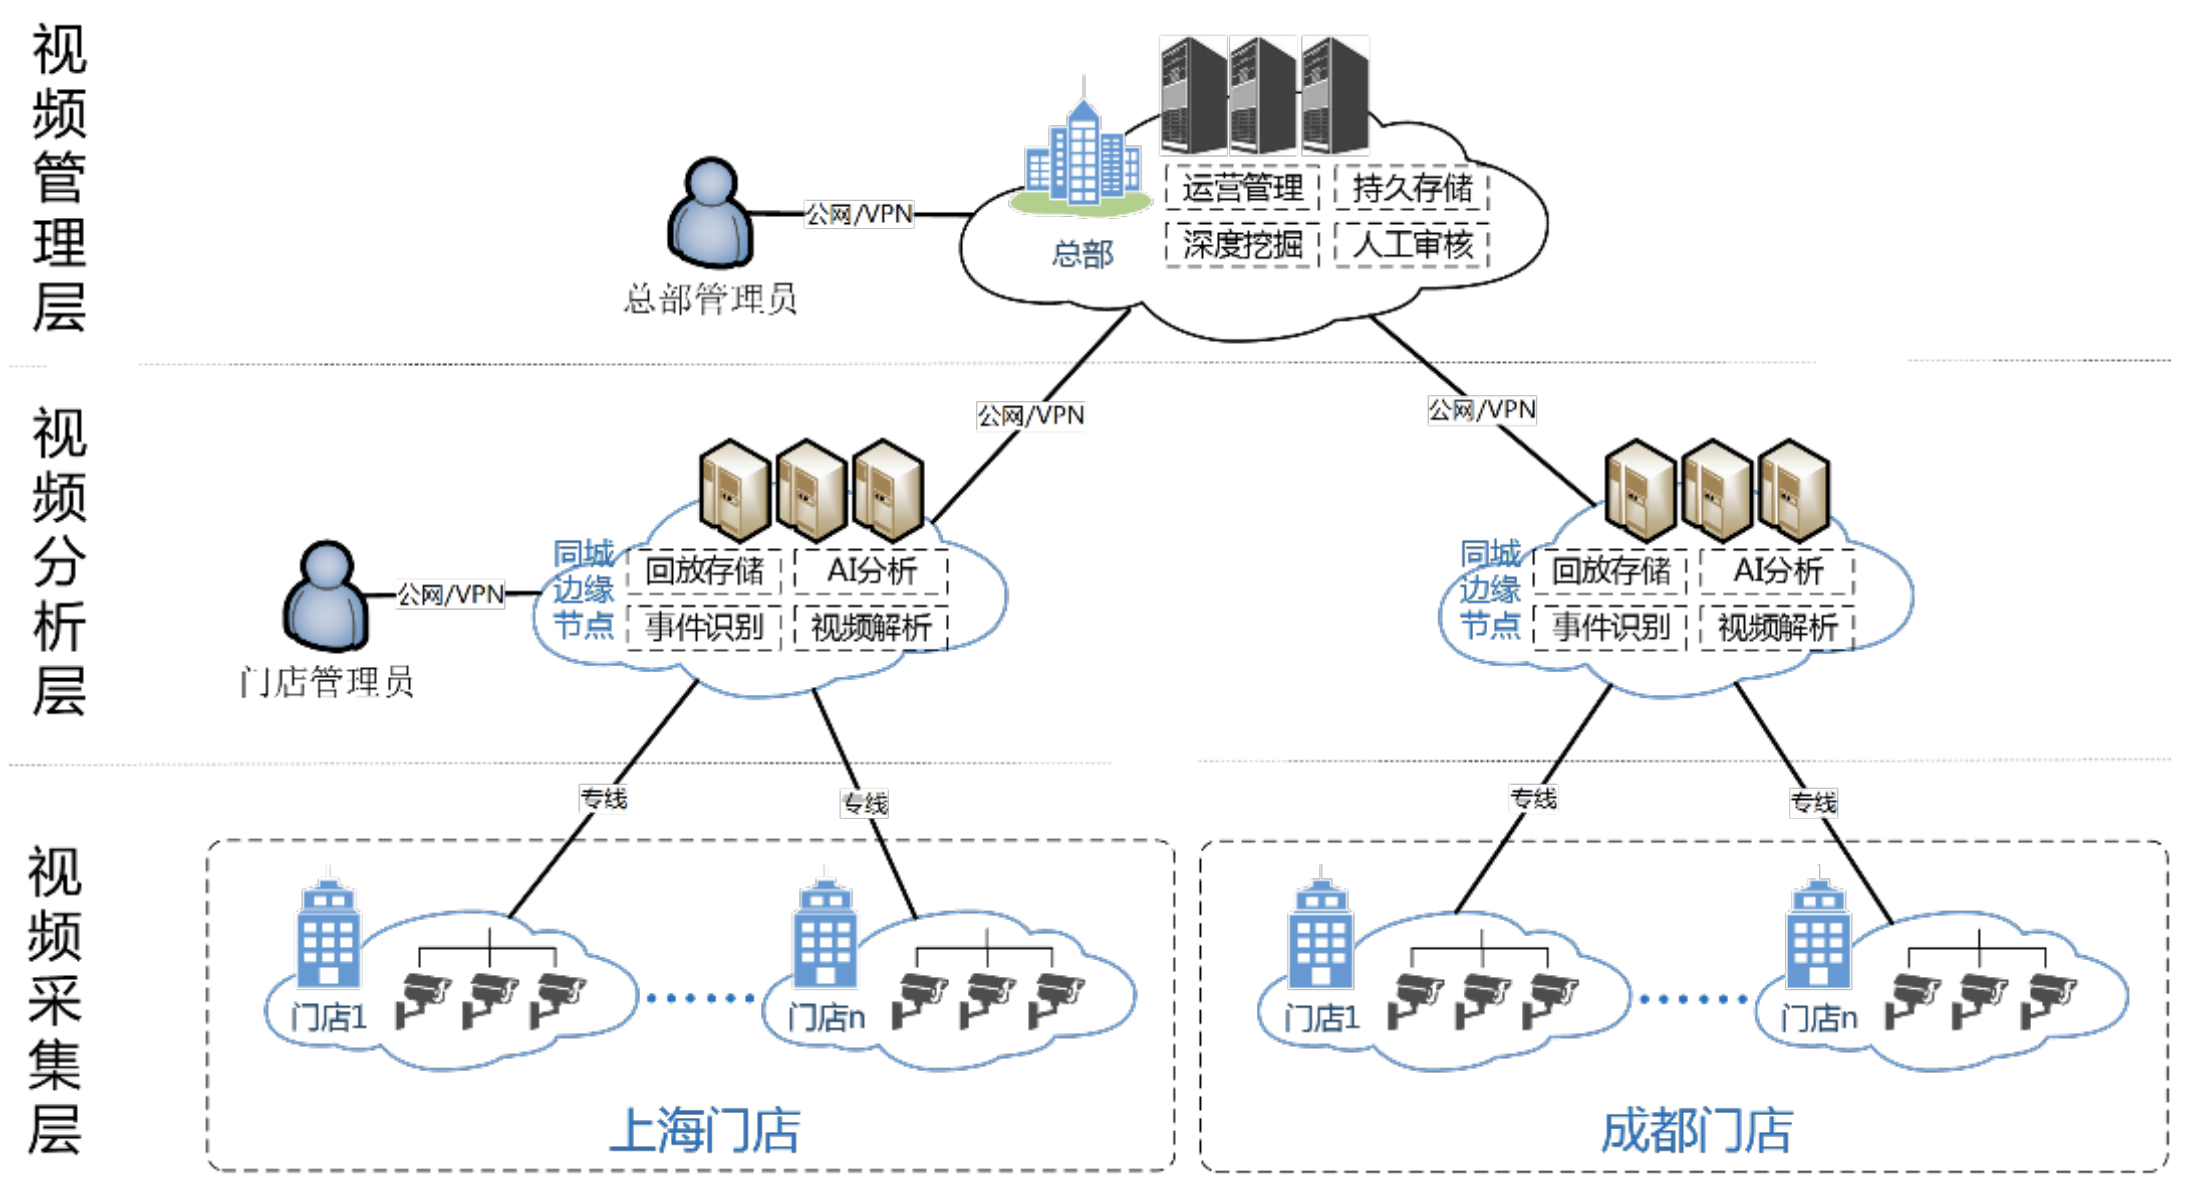 视频管理层
运营管理
持久存储
公网/VPN
深度挖掘
人工审核
总部
总部管理员
公网/VPN
公网/VPN
视频分析层
同城
边缘
节点
回放存储
AI分析
事件识别
视频解析
同城
边缘
节点
回放存储
AI分析
事件识别
视频解析
公网/VPN
门店管理员
专线
专线
专线
专线
视频采集层
门店1
门店n
门店1
门店n
上海门店
成都门店